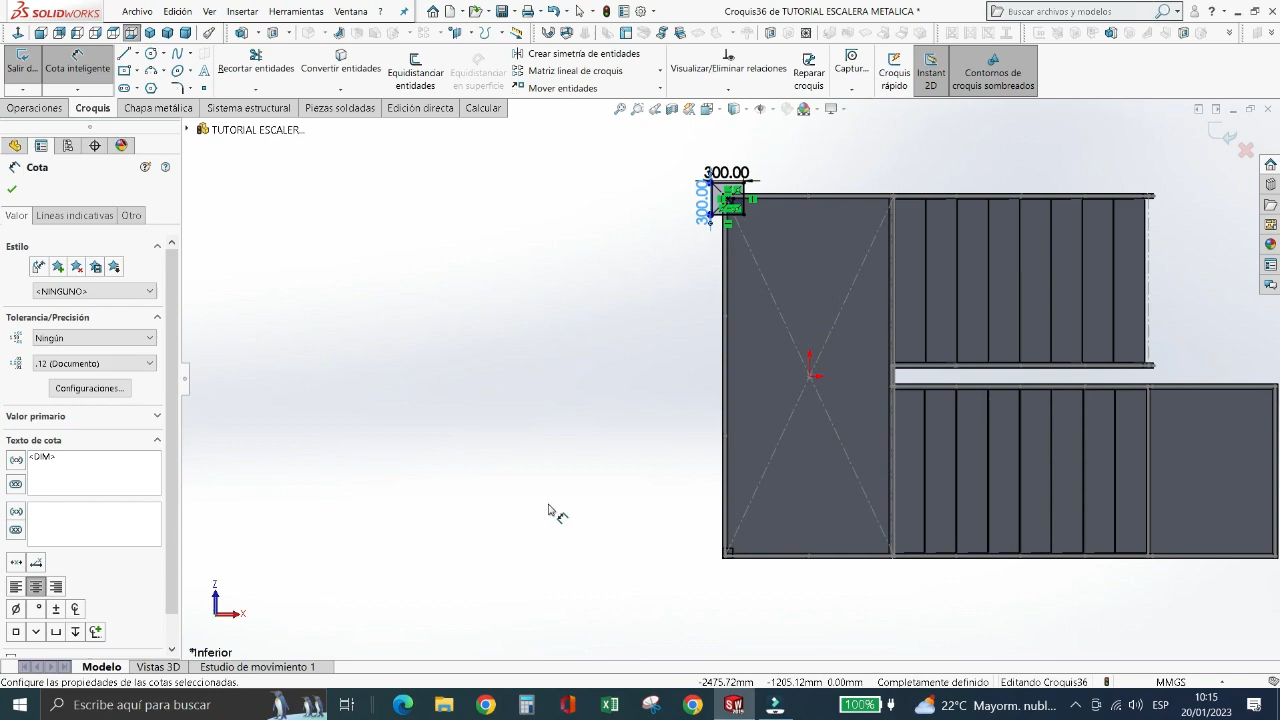 SOLIDWORKS
Archivo Edición Ver Insertar Herramientas Ventana ?
Croquis36 de TUTORIAL ESCALERA METALICA *
Buscar archivos y modelos
Salir d...
Cota inteligente
Recortar entidades
Convertir entidades
Equidistanciar entidades
Equidistanciar en superficie
Crear simetría de entidades
Matriz lineal de croquis
Mover entidades
Visualizar/Eliminar relaciones
Reparar croquis
Captur...
Croquis rápido
Instant 2D
Contornos de croquis sombreados
Operaciones Croquis Chapa metálica Sistema estructural Piezas soldadas Edición directa Calcular
TUTORIAL ESCALER...
Cota
Valor Líneas indicativas Otro
Estilo
<NINGUNO>
Tolerancia/Precisión
Ningún
.12 (Documento)
Configuraciones...
Valor primario
Texto de cota
<DIM>
300.00
300.00
Z
X
*Inferior
Modelo Vistas 3D Estudio de movimiento 1
Configure las propiedades de las cotas seleccionadas.
-2475.72mm -1205.12mm 0.00mm Completamente definido Editando Croquis36 MMGS
Escribe aquí para buscar
SW
2019
100%
22°C Mayorm. nubl...
ESP
10:15
20/01/2023